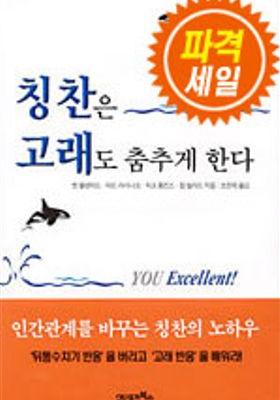 파격
세일
칭찬은
고래도 춤추게 한다
YOU Excellent!
인간관계를 바꾸는 칭찬의 노하우
'뒤통수치기 반응'을 버리고 '고래 반응'을 배워라!